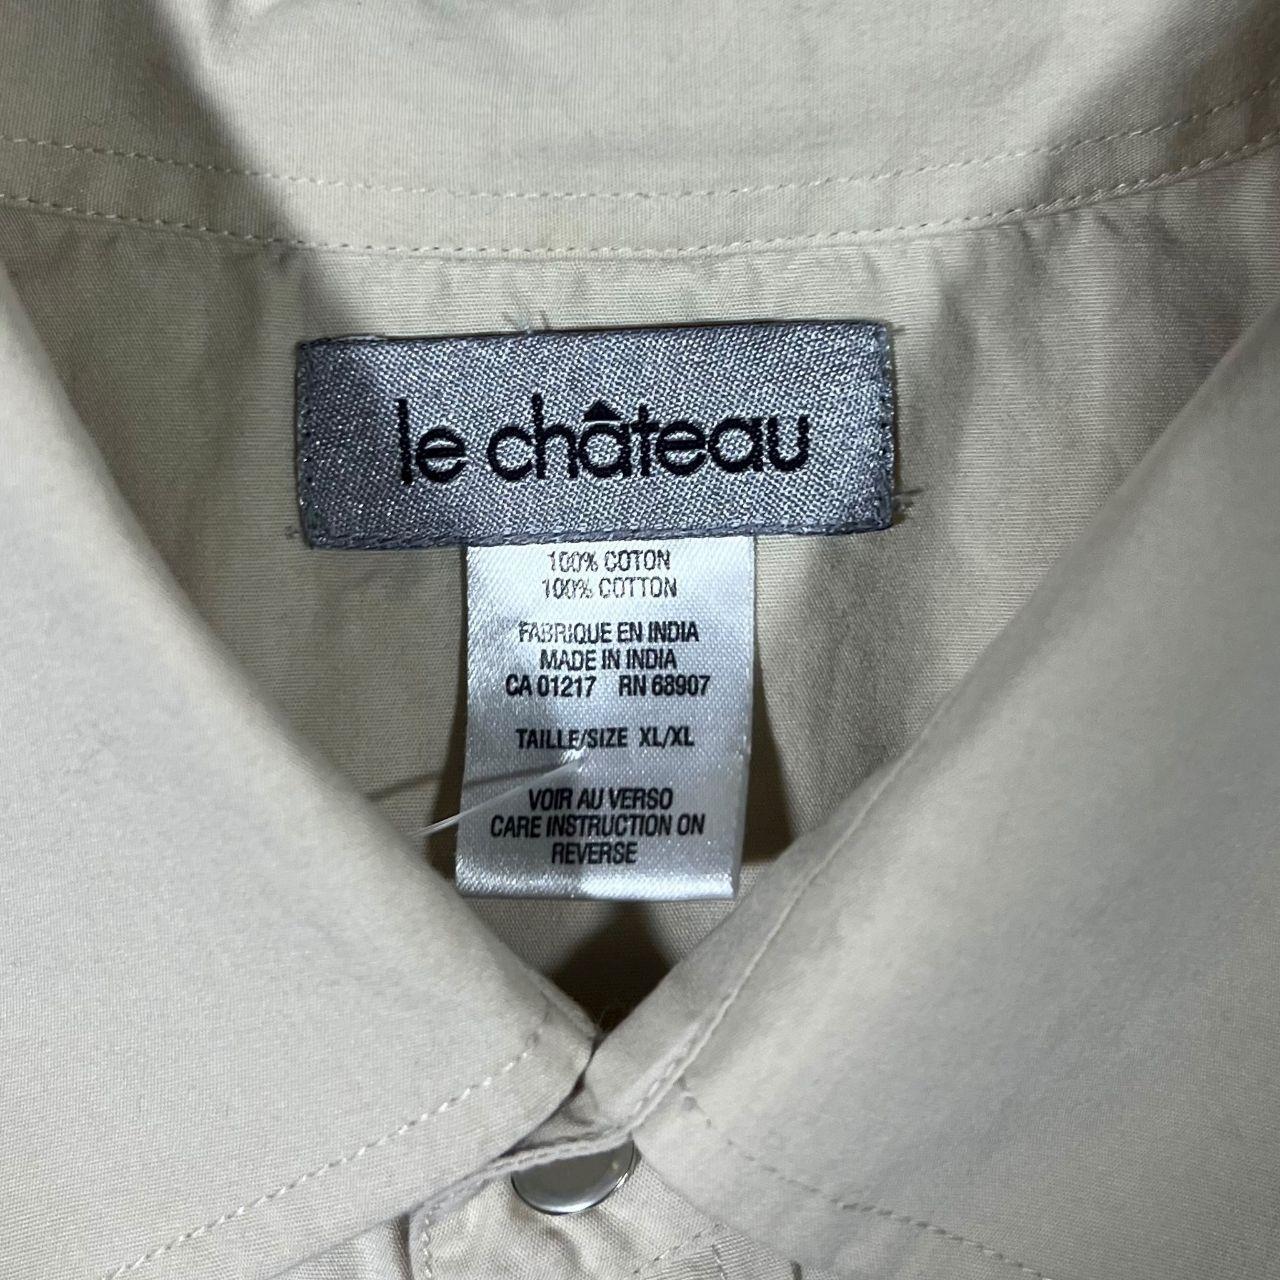 le château
100% COTON
100% COTTON
FABRIQUE EN INDIA
MADE IN INDIA
CA 01217 RN 68907
TAILLE/SIZE XL/XL
VOIR AU VERSO
CARE INSTRUCTION ON
REVERSE